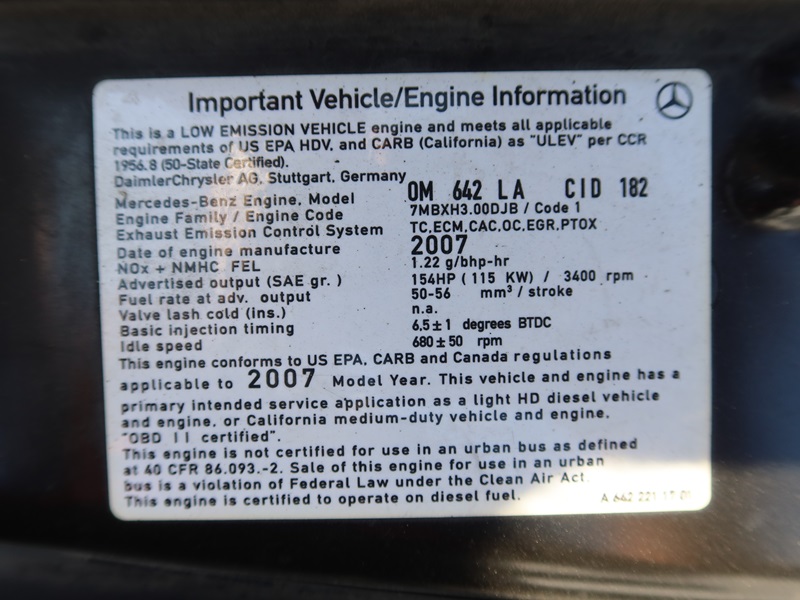 Important Vehicle/Engine Information
This is a LOW EMISSION VEHICLE engine and meets all applicable
requirements of US EPA HDV, and CARB (California) as "ULEV" per CCR
1956.8 (50-State Certified).
DaimlerChrysler AG, Stuttgart, Germany
Mercedes-Benz Engine, Model OM 642 LA CID 182
Engine Family / Engine Code 7MBXH3.00DJB / Code 1
Exhaust Emission Control System TC,ECM,CAC,OC,EGR,PTOX
Date of engine manufacture 2007
NOx + NMHC FEL 1.22 g/bhp-hr
Advertised output (SAE gr.) 154HP (115 KW) / 3400 rpm
Fuel rate at adv. output 50-56 mm³ / stroke
Valve lash cold (ins.) n.a.
Basic injection timing 6,5±1 degrees BTDC
Idle speed 680±50 rpm
This engine conforms to US EPA, CARB and Canada regulations
applicable to 2007 Model Year. This vehicle and engine has a
primary intended service application as a light HD diesel vehicle
and engine, or California medium-duty vehicle and engine.
"OBD II certified".
This engine is not certified for use in an urban bus as defined
at 40 CFR 86.093.-2. Sale of this engine for use in an urban
bus is a violation of Federal Law under the Clean Air Act.
This engine is certified to operate on diesel fuel.
A 642 221